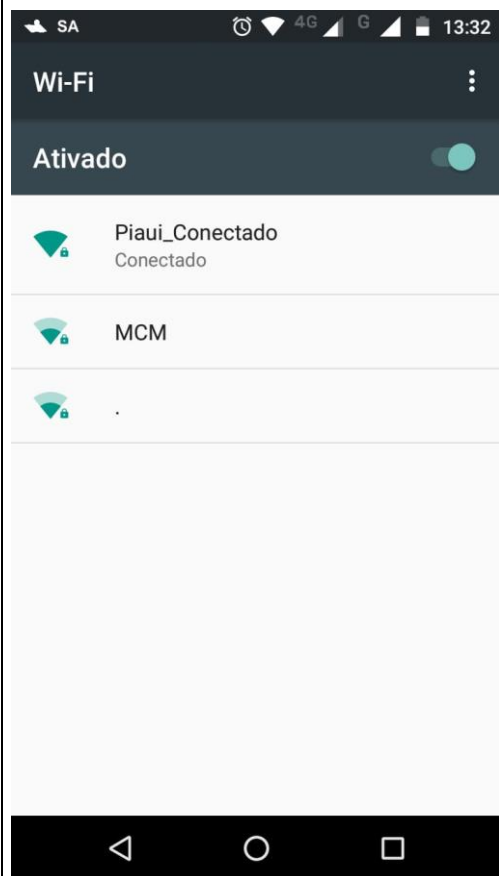 SA 4G G 13:32
Wi-Fi
Ativado
Piaui_Conectado
Conectado
MCM
.